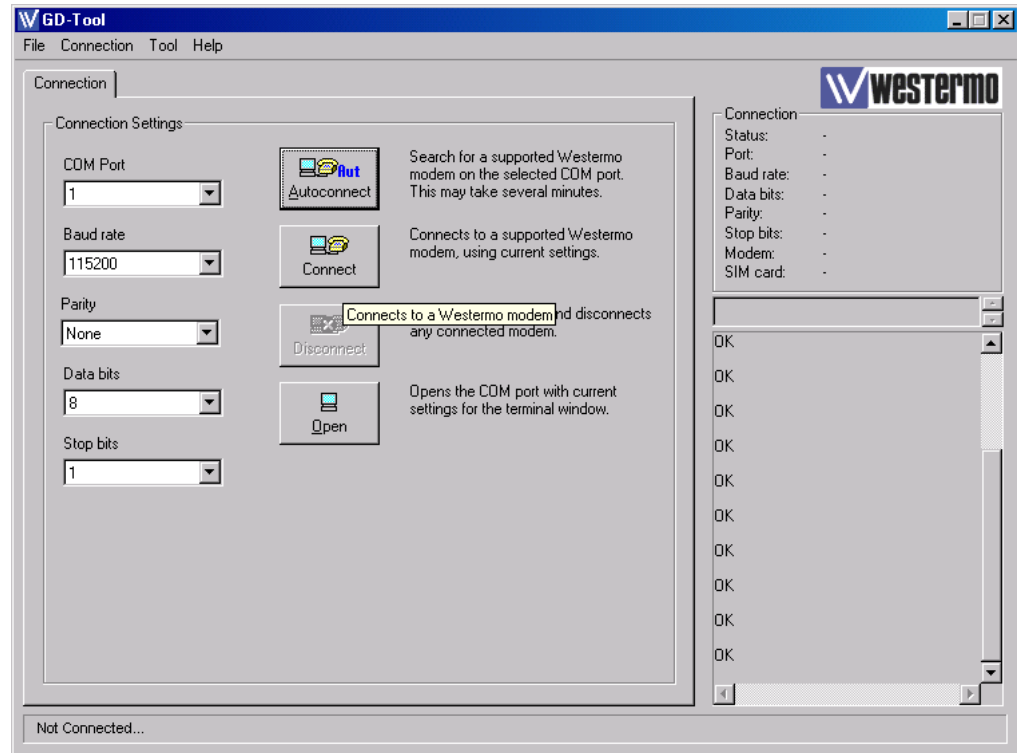 GD-Tool
File Connection Tool Help
Connection
Connection Settings
COM Port
1
Baud rate
115200
Parity
None
Data bits
8
Stop bits
1
Aut
Autoconnect
Search for a supported Westermo
modem on the selected COM port.
This may take several minutes.
Connect
Connects to a supported Westermo
modem, using current settings.
Disconnect
Connects to a Westermo modem
nd disconnects
any connected modem.
Open
Opens the COM port with current
settings for the terminal window.
westermo
Connection
Status: -
Port: -
Baud rate: -
Data bits: -
Parity: -
Stop bits: -
Modem: -
SIM card: -
OK
OK
OK
OK
OK
OK
OK
OK
OK
OK
Not Connected...